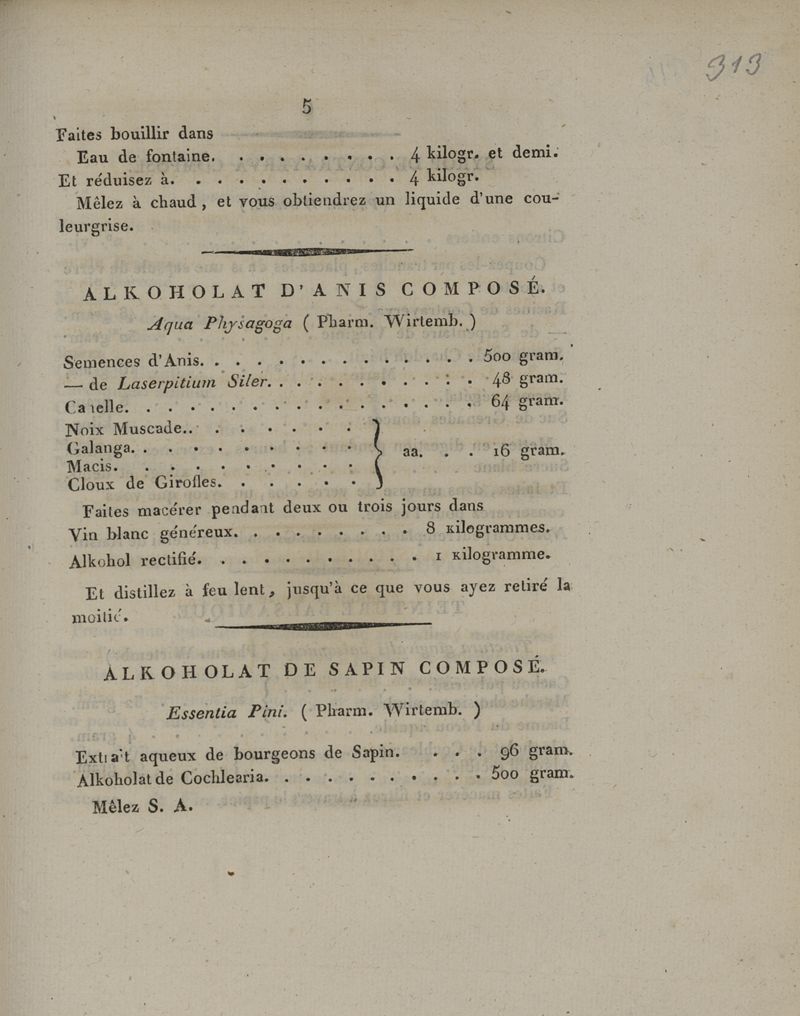 313
5
Faites bouillir dans
Eau de fontaine. . . . . . . . . 4 kilogr. et demi.
Et réduisez à. . . . . . . . . . . 4 kilogr.
Mêlez à chaud, et vous obtiendrez un liquide d'une cou-
leurgrise.
ALKOHOLAT D'ANIS COMPOSÉ.
Aqua Physagoga ( Pharm. Wirtemb. )
Semences d'Anis. . . . . . . . . . . . . . 500 gram.
— de Laserpitium Siler. . . . . . . . . . . 48 gram.
Canelle. . . . . . . . . . . . . . . . . 64 gram.
Noix Muscade.. . . . . . . .
Galanga. . . . . . . . . . . } aa. . . 16 gram.
Macis. . . . . . . . . . . .
Cloux de Girofles. . . . . . .
Faites macérer pendant deux ou trois jours dans
Vin blanc généreux. . . . . . . . . 8 kilogrammes.
Alkohol rectifié. . . . . . . . . . . 1 kilogramme.
Et distillez à feu lent, jusqu'à ce que vous ayez retiré la
moitié.
ALKOHOLAT DE SAPIN COMPOSÉ.
Essentia Pini. ( Pharm. Wirtemb. )
Extrait aqueux de bourgeons de Sapin. . . . 96 gram.
Alkoholat de Cochlearia. . . . . . . . . . . 500 gram.
Mêlez S. A.